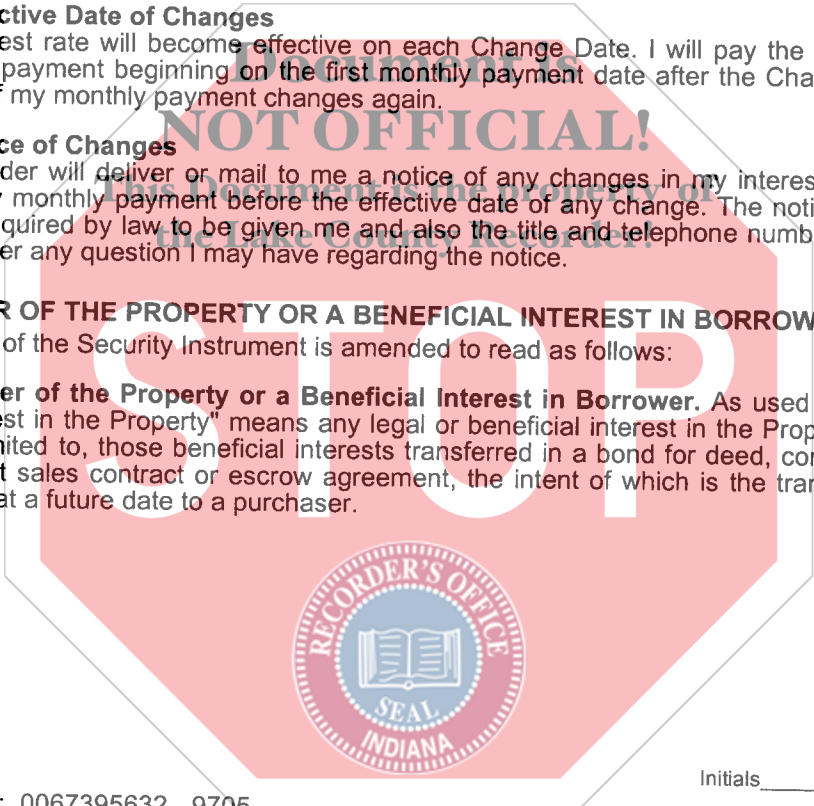 ctive Date of Changes
est rate will become effective on each Change Date. I will pay the
payment beginning on the first monthly payment date after the Cha
f my monthly payment changes again.
Document is
NOT OFFICIAL!
This Document is the property of
the Lake County Recorder!
ce of Changes
der will deliver or mail to me a notice of any changes in my interes
y monthly payment before the effective date of any change. The noti
quired by law to be given me and also the title and telephone numb
er any question I may have regarding the notice.
R OF THE PROPERTY OR A BENEFICIAL INTEREST IN BORROW
of the Security Instrument is amended to read as follows:
er of the Property or a Beneficial Interest in Borrower. As used
est in the Property" means any legal or beneficial interest in the Prop
ited to, those beneficial interests transferred in a bond for deed, con
t sales contract or escrow agreement, the intent of which is the tran
at a future date to a purchaser.
STOP
RECORDER'S OFFICE
SEAL
INDIANA
Initials
0067395632 9705